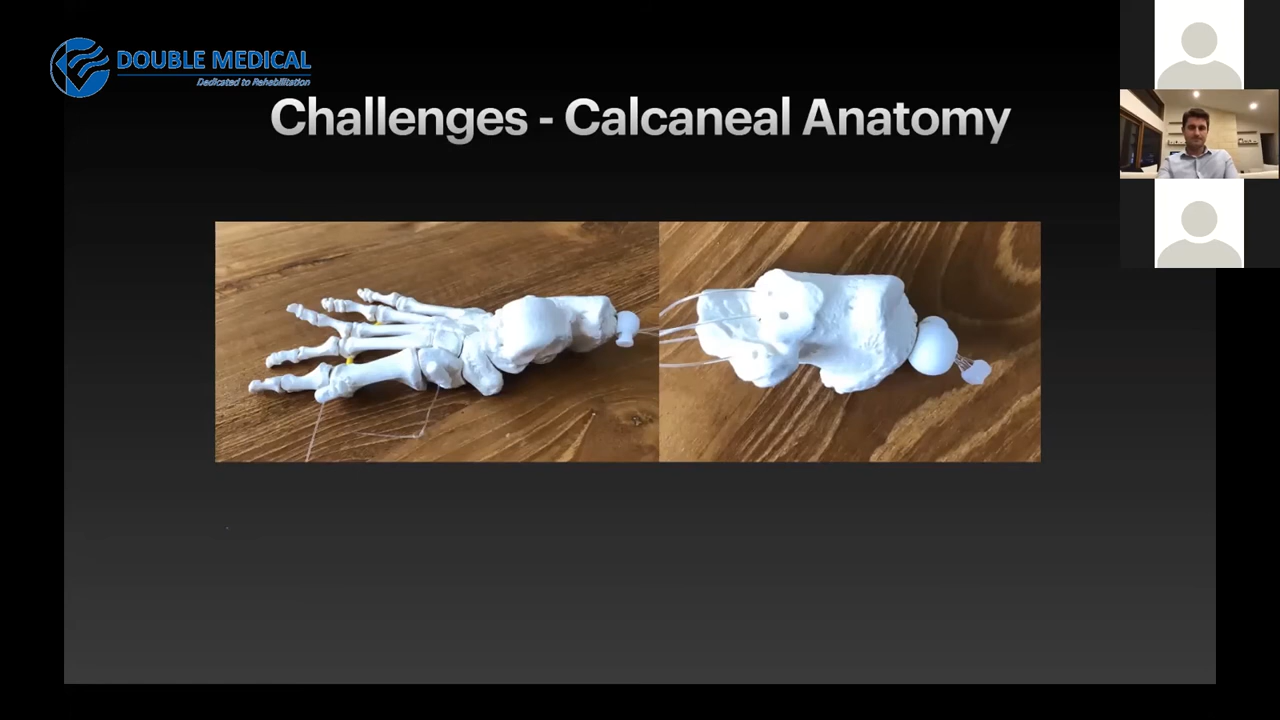 DOUBLE MEDICAL
Dedicated to Rehabilitation
Challenges - Calcaneal Anatomy